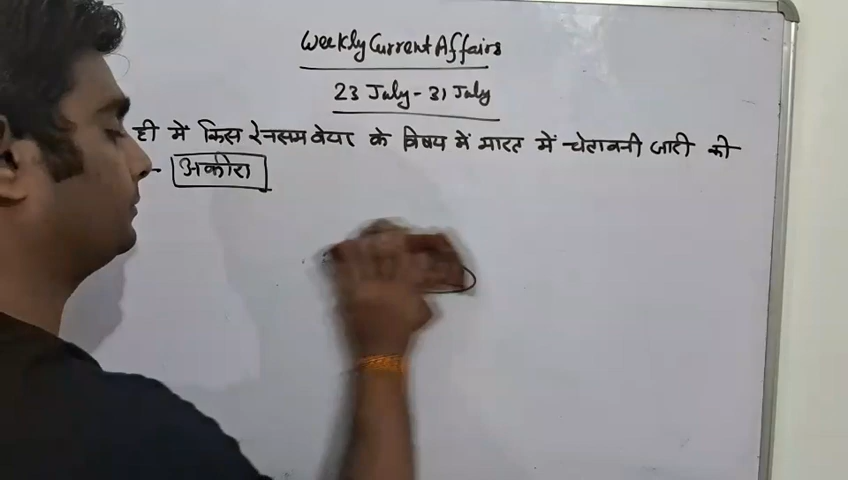 Weekly Current Affairs
23 July - 31 July
ही में किस रेनसम वेयर के विषय में भारत में चेतावनी जारी की
- अकीरा